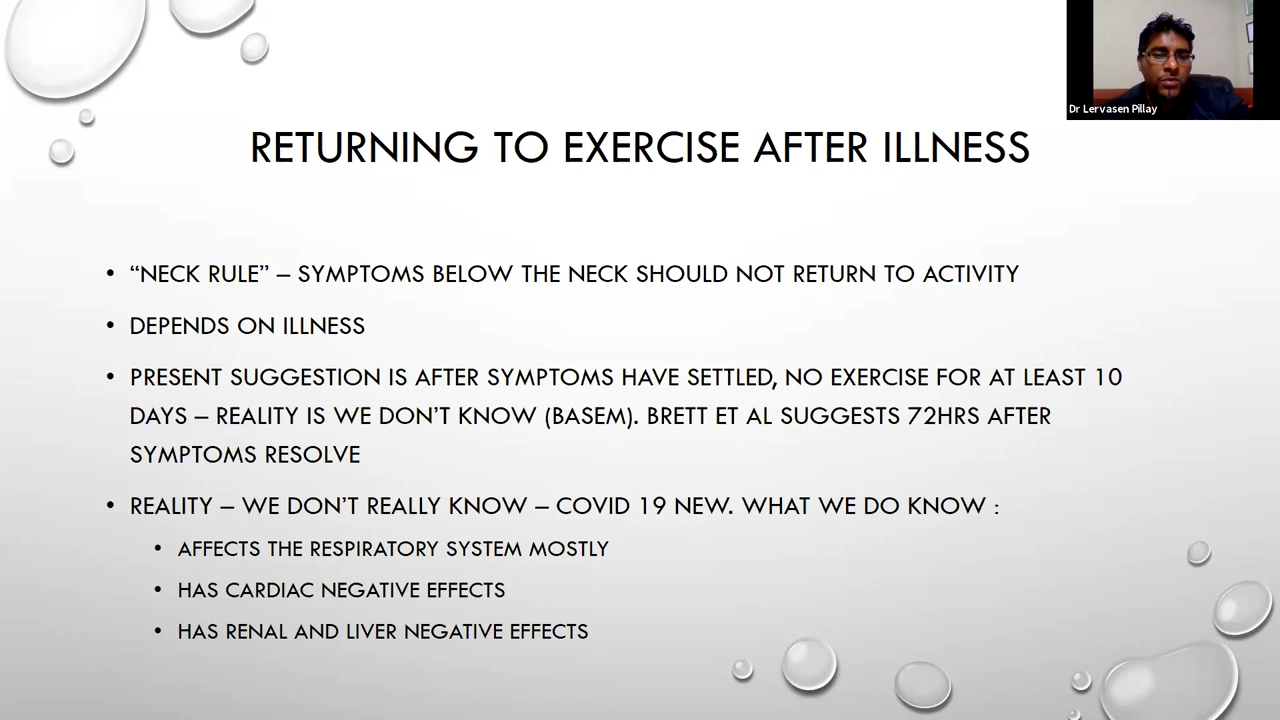 Dr Lervasen Pillay
RETURNING TO EXERCISE AFTER ILLNESS
• “NECK RULE” – SYMPTOMS BELOW THE NECK SHOULD NOT RETURN TO ACTIVITY
• DEPENDS ON ILLNESS
• PRESENT SUGGESTION IS AFTER SYMPTOMS HAVE SETTLED, NO EXERCISE FOR AT LEAST 10
DAYS – REALITY IS WE DON’T KNOW (BASEM). BRETT ET AL SUGGESTS 72HRS AFTER
SYMPTOMS RESOLVE
• REALITY – WE DON’T REALLY KNOW – COVID 19 NEW. WHAT WE DO KNOW :
• AFFECTS THE RESPIRATORY SYSTEM MOSTLY
• HAS CARDIAC NEGATIVE EFFECTS
• HAS RENAL AND LIVER NEGATIVE EFFECTS